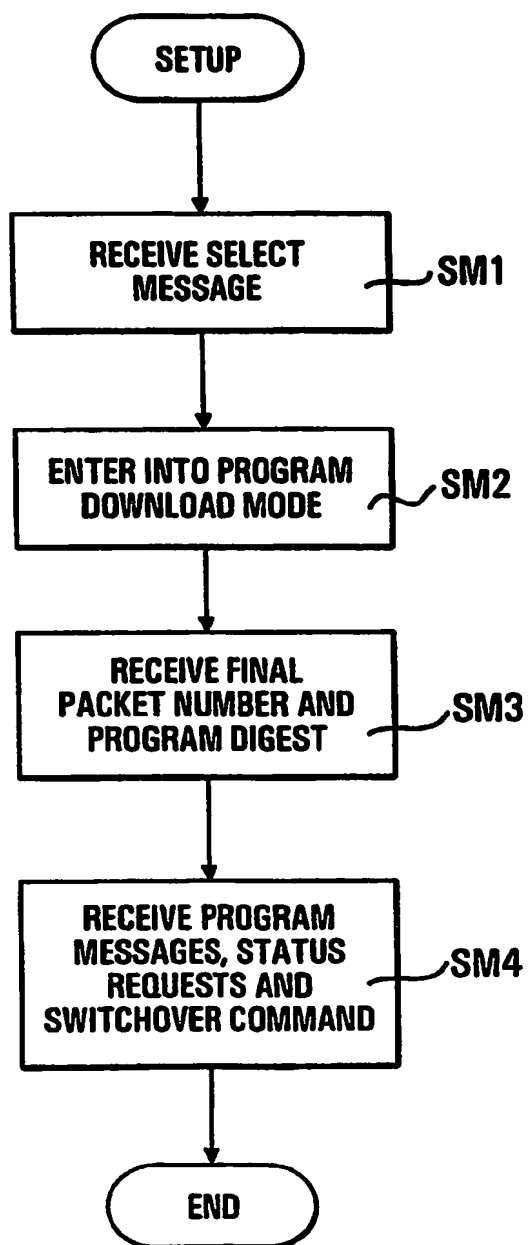 SETUP
RECEIVE SELECT
MESSAGE
SM1
ENTER INTO PROGRAM
DOWNLOAD MODE
SM2
RECEIVE FINAL
PACKET NUMBER AND
PROGRAM DIGEST
SM3
RECEIVE PROGRAM
MESSAGES, STATUS
REQUESTS AND
SWITCHOVER COMMAND
SM4
END